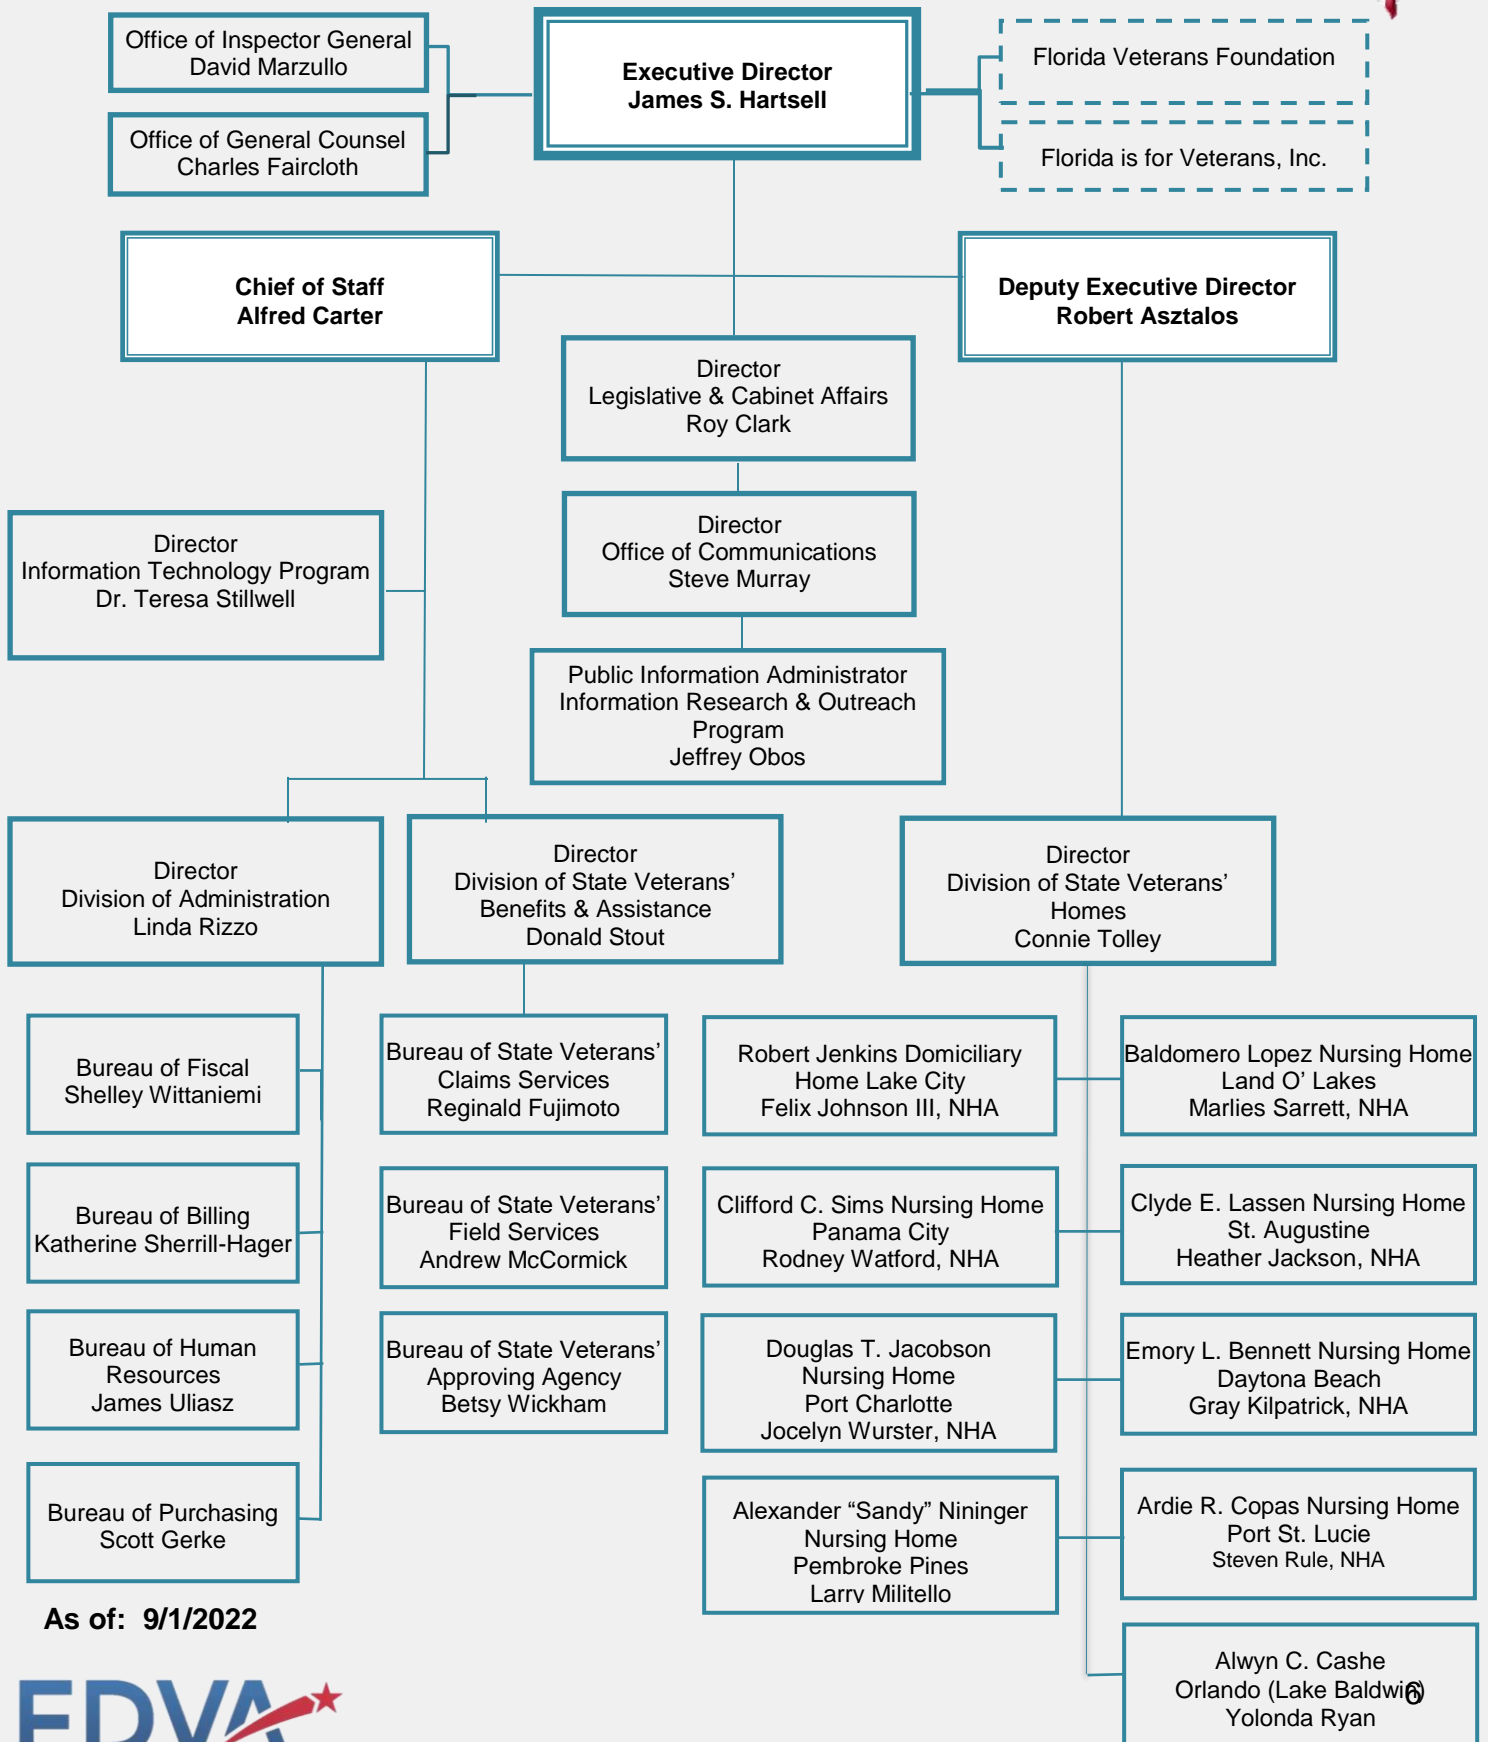 Office of Inspector General
David Marzullo
Executive Director
James S. Hartsell
Florida Veterans Foundation
Office of General Counsel
Charles Faircloth
Florida is for Veterans, Inc.
Chief of Staff
Alfred Carter
Deputy Executive Director
Robert Asztalos
Director
Legislative & Cabinet Affairs
Roy Clark
Director
Office of Communications
Steve Murray
Director
Information Technology Program
Dr. Teresa Stillwell
Public Information Administrator
Information Research & Outreach
Program
Jeffrey Obos
Director
Division of Administration
Linda Rizzo
Director
Division of State Veterans’
Benefits & Assistance
Donald Stout
Director
Division of State Veterans’
Homes
Connie Tolley
Bureau of Fiscal
Shelley Wittaniemi
Bureau of State Veterans’
Claims Services
Reginald Fujimoto
Robert Jenkins Domiciliary
Home Lake City
Felix Johnson III, NHA
Baldomero Lopez Nursing Home
Land O’ Lakes
Marlies Sarrett, NHA
Bureau of Billing
Katherine Sherrill-Hager
Bureau of State Veterans’
Field Services
Andrew McCormick
Clifford C. Sims Nursing Home
Panama City
Rodney Watford, NHA
Clyde E. Lassen Nursing Home
St. Augustine
Heather Jackson, NHA
Bureau of Human
Resources
James Uliasz
Bureau of State Veterans’
Approving Agency
Betsy Wickham
Douglas T. Jacobson
Nursing Home
Port Charlotte
Jocelyn Wurster, NHA
Emory L. Bennett Nursing Home
Daytona Beach
Gray Kilpatrick, NHA
Bureau of Purchasing
Scott Gerke
Alexander “Sandy” Nininger
Nursing Home
Pembroke Pines
Larry Militello
Ardie R. Copas Nursing Home
Port St. Lucie
Steven Rule, NHA
As of: 9/1/2022
Alwyn C. Cashe
Orlando (Lake Baldwin)
Yolonda Ryan
6
FDVA